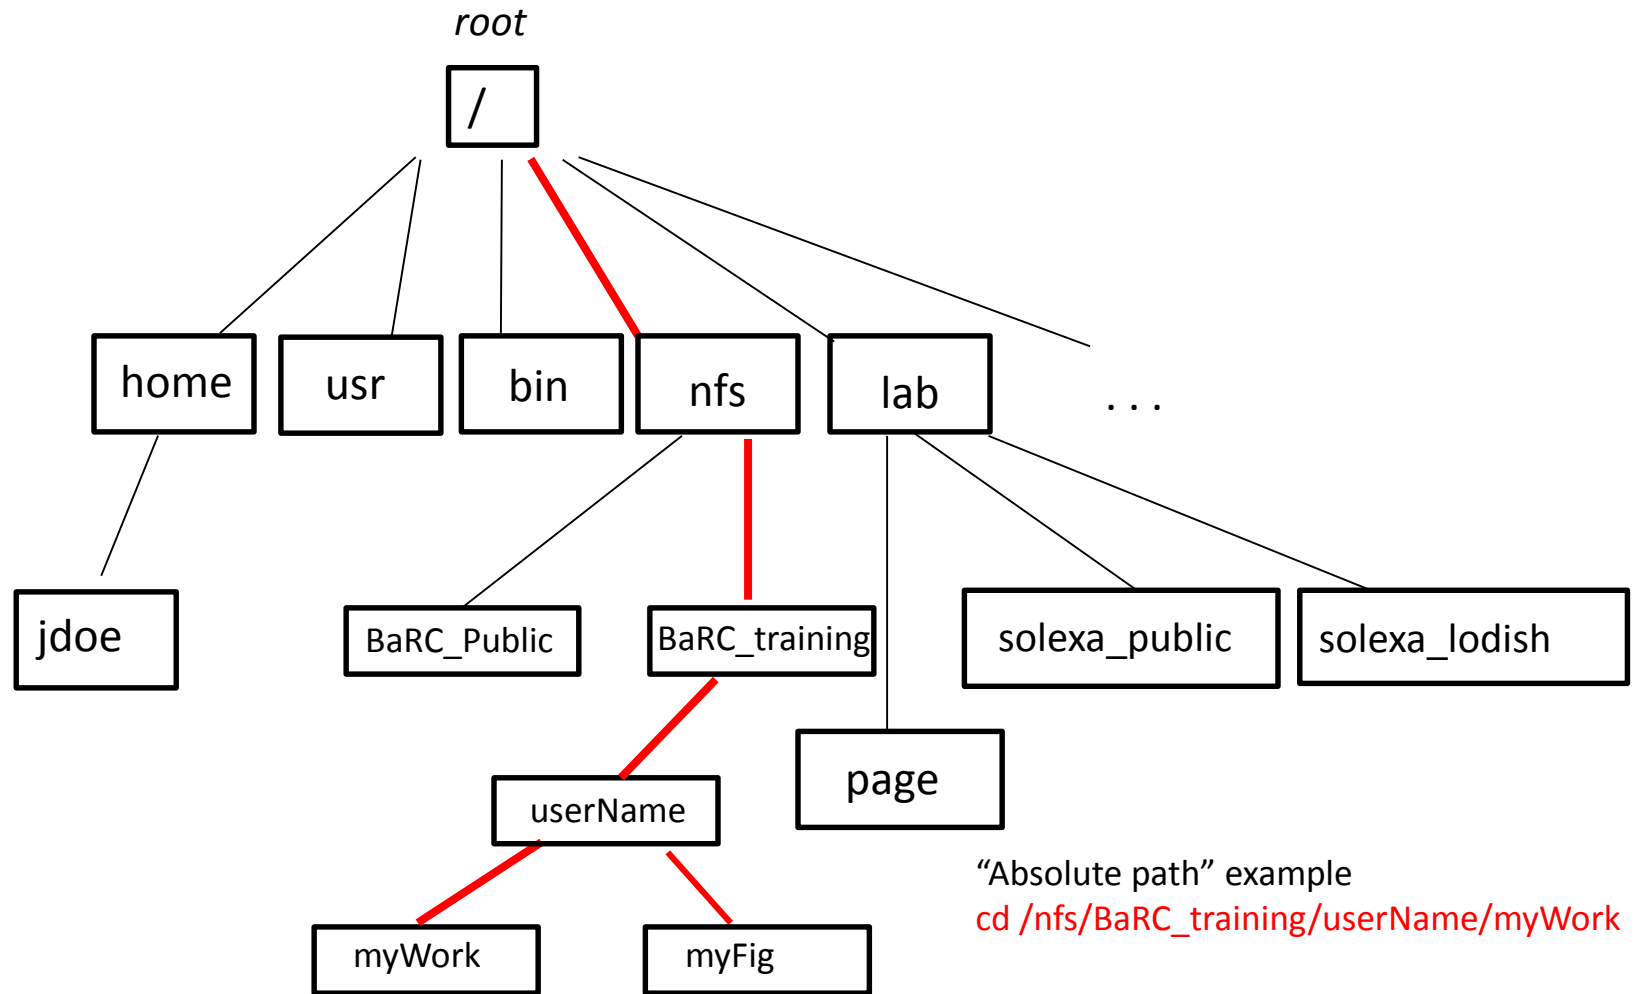 root
/
home
usr
bin
nfs
lab
. . .
jdoe
BaRC_Public
BaRC_training
solexa_public
solexa_lodish
page
userName
“Absolute path” example
cd /nfs/BaRC_training/userName/myWork
myWork
myFig